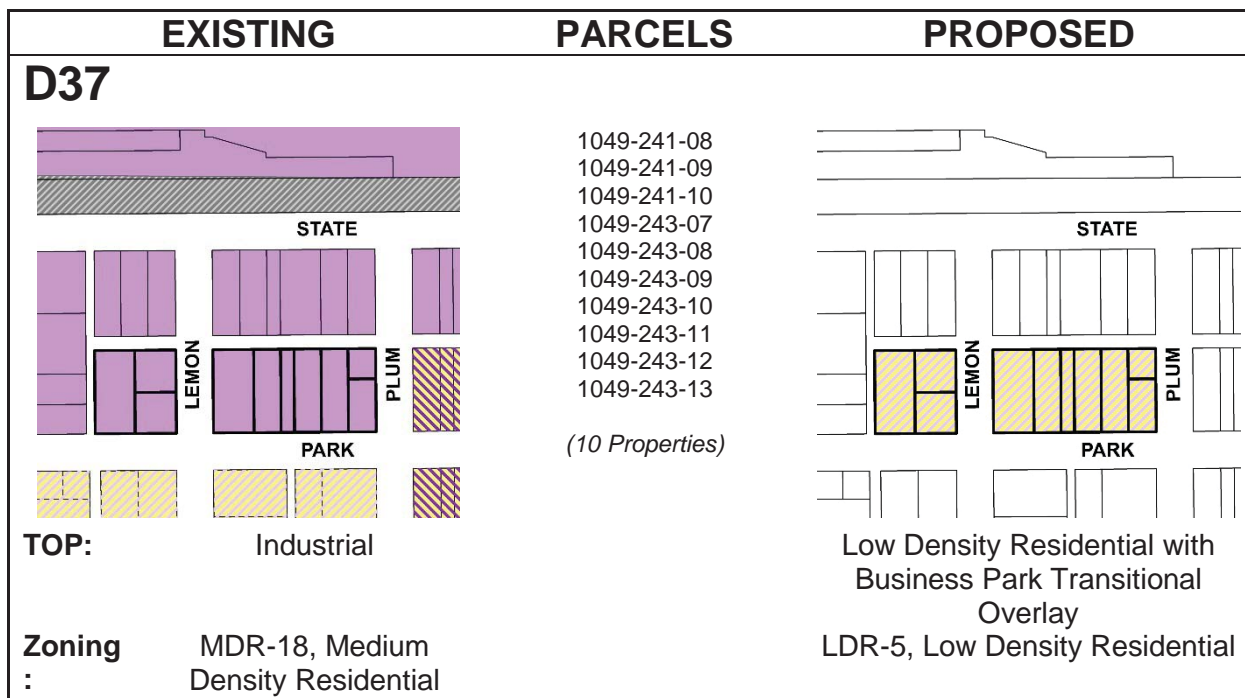 EXISTING PARCELS PROPOSED
D37
STATE
LEMON
PLUM
PARK
1049-241-08
1049-241-09
1049-241-10
1049-243-07
1049-243-08
1049-243-09
1049-243-10
1049-243-11
1049-243-12
1049-243-13
(10 Properties)
STATE
LEMON
PLUM
PARK
TOP: Industrial
Low Density Residential with
Business Park Transitional
Overlay
Zoning
:
MDR-18, Medium
Density Residential
LDR-5, Low Density Residential